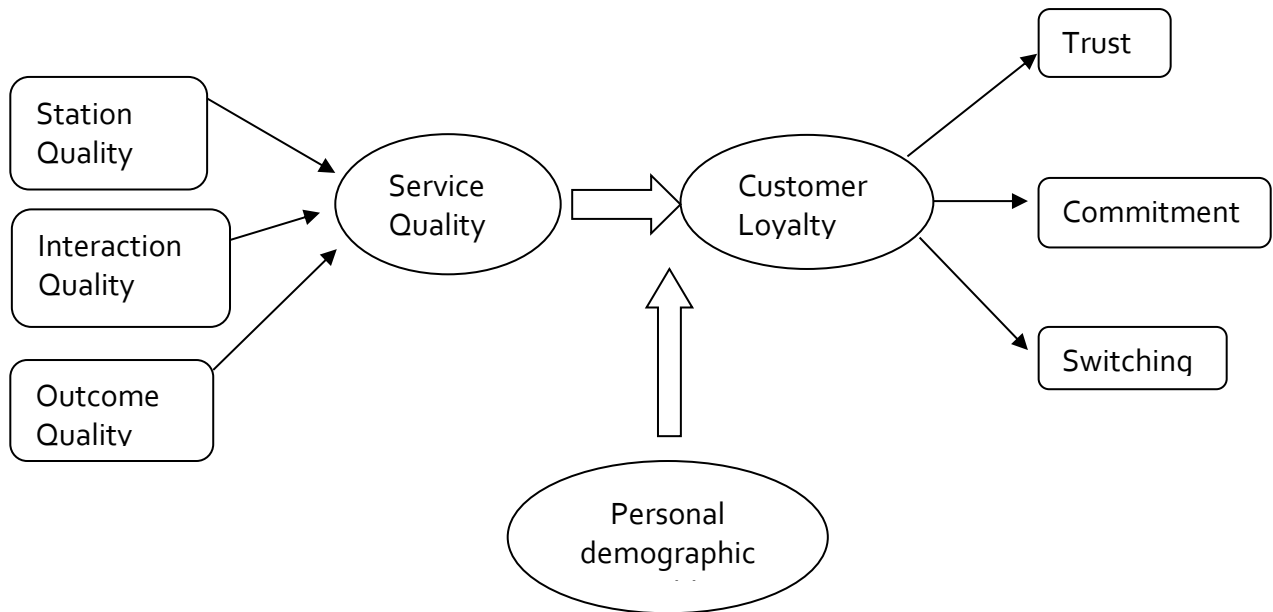 Trust
Station
Quality
Service
Quality
Customer
Loyalty
Commitment
Interaction
Quality
Switching
Outcome
Quality
Personal
demographic